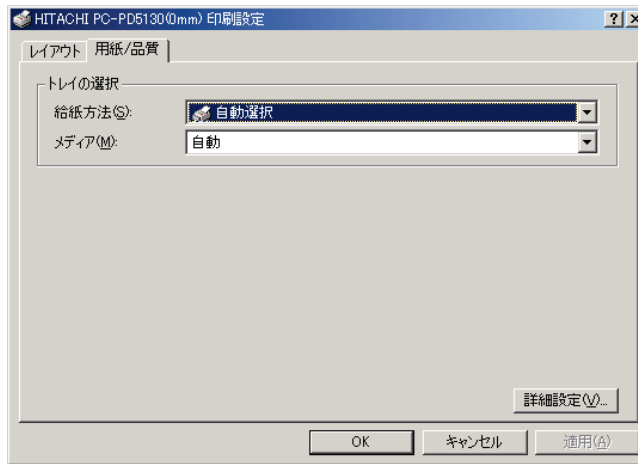 HITACHI PC-PD5130(0mm) 印刷設定
レイアウト 用紙/品質
トレイの選択
給紙方法(S): 自動選択
メディア(M): 自動
詳細設定(V)...
OK キャンセル 適用(A)